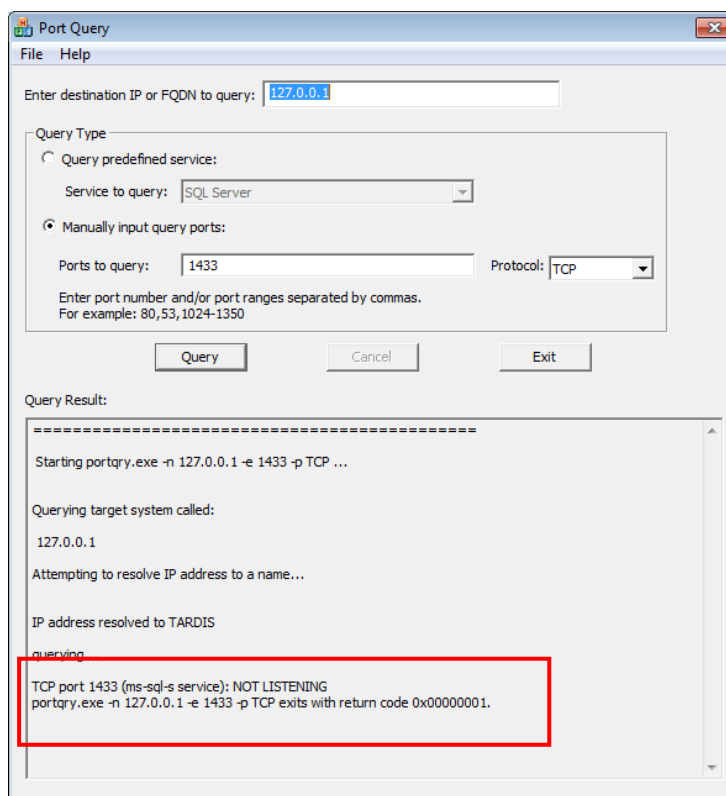 Port Query
File Help
Enter destination IP or FQDN to query: 127.0.0.1
Query Type
Query predefined service:
Service to query: SQL Server
Manually input query ports:
Ports to query: 1433 Protocol: TCP
Enter port number and/or port ranges separated by commas.
For example: 80,53,1024-1350
Query Cancel Exit
Query Result:
=============================================
Starting portqry.exe -n 127.0.0.1 -e 1433 -p TCP ...
Querying target system called:
127.0.0.1
Attempting to resolve IP address to a name...
IP address resolved to TARDIS
querying...
TCP port 1433 (ms-sql-s service): NOT LISTENING
portqry.exe -n 127.0.0.1 -e 1433 -p TCP exits with return code 0x00000001.